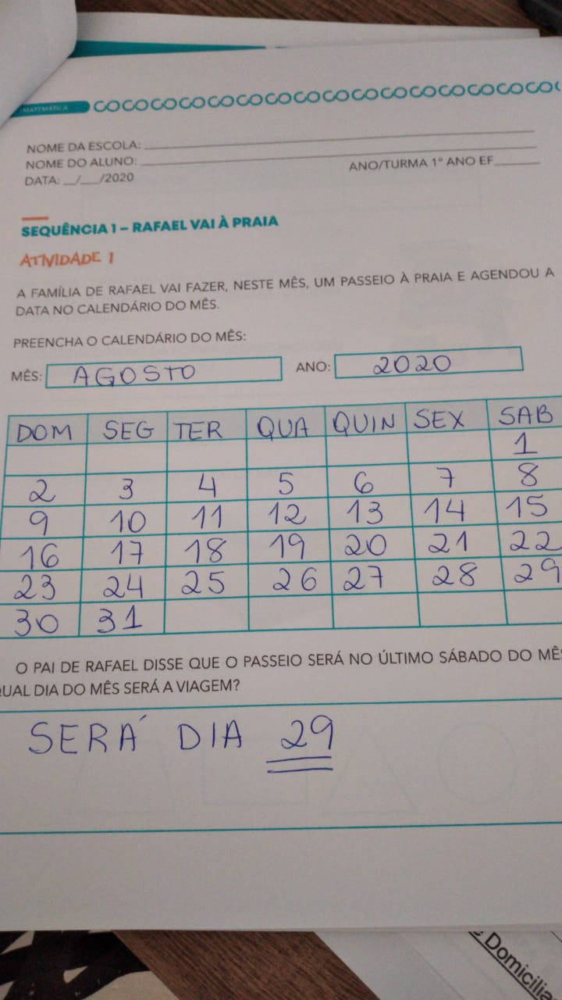 MATEMÁTICA
NOME DA ESCOLA:
NOME DO ALUNO:
ANO/TURMA 1º ANO EF
DATA: __/__/2020
SEQUÊNCIA 1 – RAFAEL VAI À PRAIA
ATIVIDADE 1
A FAMÍLIA DE RAFAEL VAI FAZER, NESTE MÊS, UM PASSEIO À PRAIA E AGENDOU A
DATA NO CALENDÁRIO DO MÊS.
PREENCHA O CALENDÁRIO DO MÊS:
MÊS: AGOSTO ANO: 2020
DOM SEG TER QUA QUIN SEX SAB
1
2 3 4 5 6 7 8
9 10 11 12 13 14 15
16 17 18 19 20 21 22
23 24 25 26 27 28 29
30 31
O PAI DE RAFAEL DISSE QUE O PASSEIO SERÁ NO ÚLTIMO SÁBADO DO MÊS
QUAL DIA DO MÊS SERÁ A VIAGEM?
SERÁ DIA 29
Domicilia